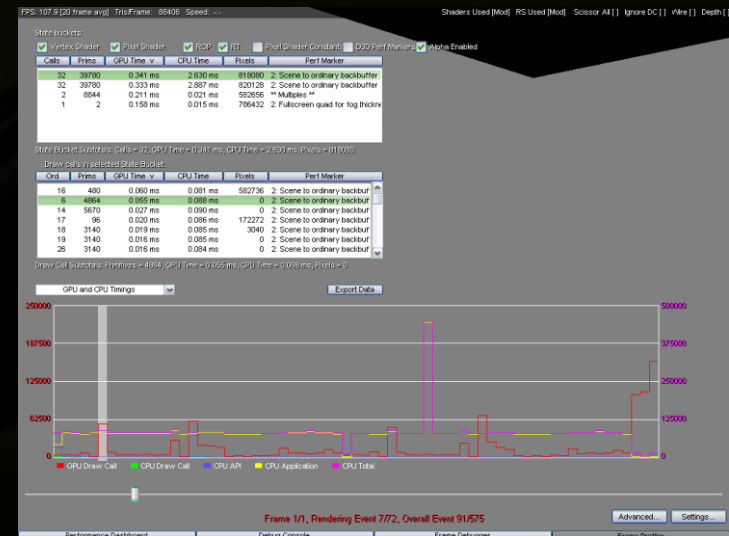 FPS: 107.9 [20 frame avg] Tris/Frame: 88406 Speed: -.-
Shaders Used [Mod] RS Used [Mod] Scissor All [ ] Ignore DC [ ] Wire [ ] Depth [
State buckets:
Vertex Shader Pixel Shader ROP RT Pixel Shader Constants D3D Perf Markers Alpha Enabled
Calls Prims GPU Time v CPU Time Pixels Perf Marker
32 39780 0.341 ms 2.630 ms 818080 2: Scene to ordinary backbuffer
32 39780 0.333 ms 2.887 ms 820128 2: Scene to ordinary backbuffer
2 8844 0.211 ms 0.021 ms 582656 ** Multiples **
1 2 0.158 ms 0.015 ms 786432 2: Fullscreen quad for fog thickne
State Bucket Subtotals: Calls = 32, GPU Time = 0.341 ms, CPU Time = 2.630 ms, Pixels = 818080
Draw calls in selected State Bucket:
Ord Prims GPU Time v CPU Time Pixels Perf Marker
16 480 0.060 ms 0.081 ms 582736 2: Scene to ordinary backbuf
6 4864 0.055 ms 0.088 ms 0 2: Scene to ordinary backbuf
14 5670 0.027 ms 0.090 ms 0 2: Scene to ordinary backbuf
17 96 0.020 ms 0.086 ms 172272 2: Scene to ordinary backbuf
18 3140 0.019 ms 0.085 ms 3040 2: Scene to ordinary backbuf
19 3140 0.016 ms 0.085 ms 0 2: Scene to ordinary backbuf
26 3140 0.016 ms 0.084 ms 0 2: Scene to ordinary backbuf
Draw Call Subtotals: Primitives = 4864, GPU Time = 0.055 ms, CPU Time = 0.088 ms, Pixels = 0
GPU and CPU Timings Export Data
250000 500000
187500 375000
125000 250000
62500 125000
0 0
GPU Draw Call CPU Draw Call CPU API CPU Application CPU Total
Frame 1/1, Rendering Event 7/72, Overall Event 91/575
Advanced... Settings...
Performance Dashboard Debug Console Frame Debugger Frame Profiler